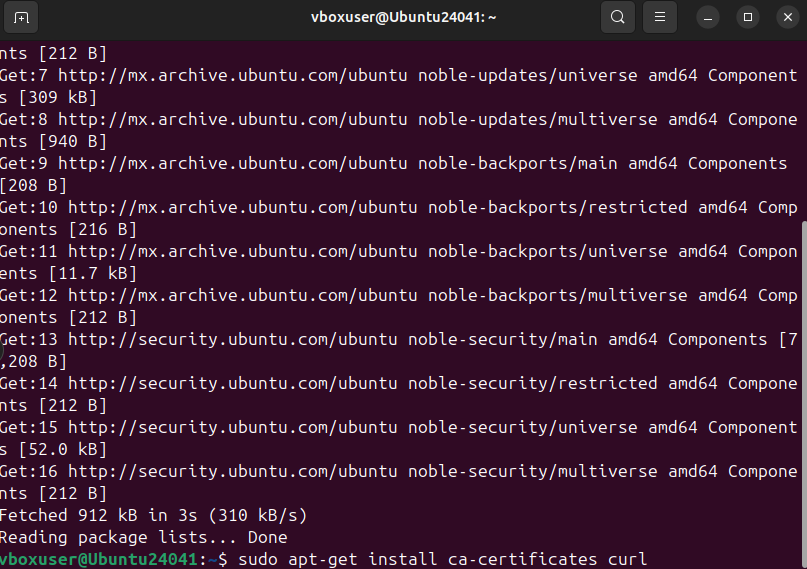 vboxuser@Ubuntu24041: ~
nts [212 B]
Get:7 http://mx.archive.ubuntu.com/ubuntu noble-updates/universe amd64 Component
s [309 kB]
Get:8 http://mx.archive.ubuntu.com/ubuntu noble-updates/multiverse amd64 Compone
nts [940 B]
Get:9 http://mx.archive.ubuntu.com/ubuntu noble-backports/main amd64 Components
[208 B]
Get:10 http://mx.archive.ubuntu.com/ubuntu noble-backports/restricted amd64 Comp
onents [216 B]
Get:11 http://mx.archive.ubuntu.com/ubuntu noble-backports/universe amd64 Compon
ents [11.7 kB]
Get:12 http://mx.archive.ubuntu.com/ubuntu noble-backports/multiverse amd64 Comp
onents [212 B]
Get:13 http://security.ubuntu.com/ubuntu noble-security/main amd64 Components [7
,208 B]
Get:14 http://security.ubuntu.com/ubuntu noble-security/restricted amd64 Compone
nts [212 B]
Get:15 http://security.ubuntu.com/ubuntu noble-security/universe amd64 Component
s [52.0 kB]
Get:16 http://security.ubuntu.com/ubuntu noble-security/multiverse amd64 Compone
nts [212 B]
Fetched 912 kB in 3s (310 kB/s)
Reading package lists... Done
vboxuser@Ubuntu24041:~$ sudo apt-get install ca-certificates curl